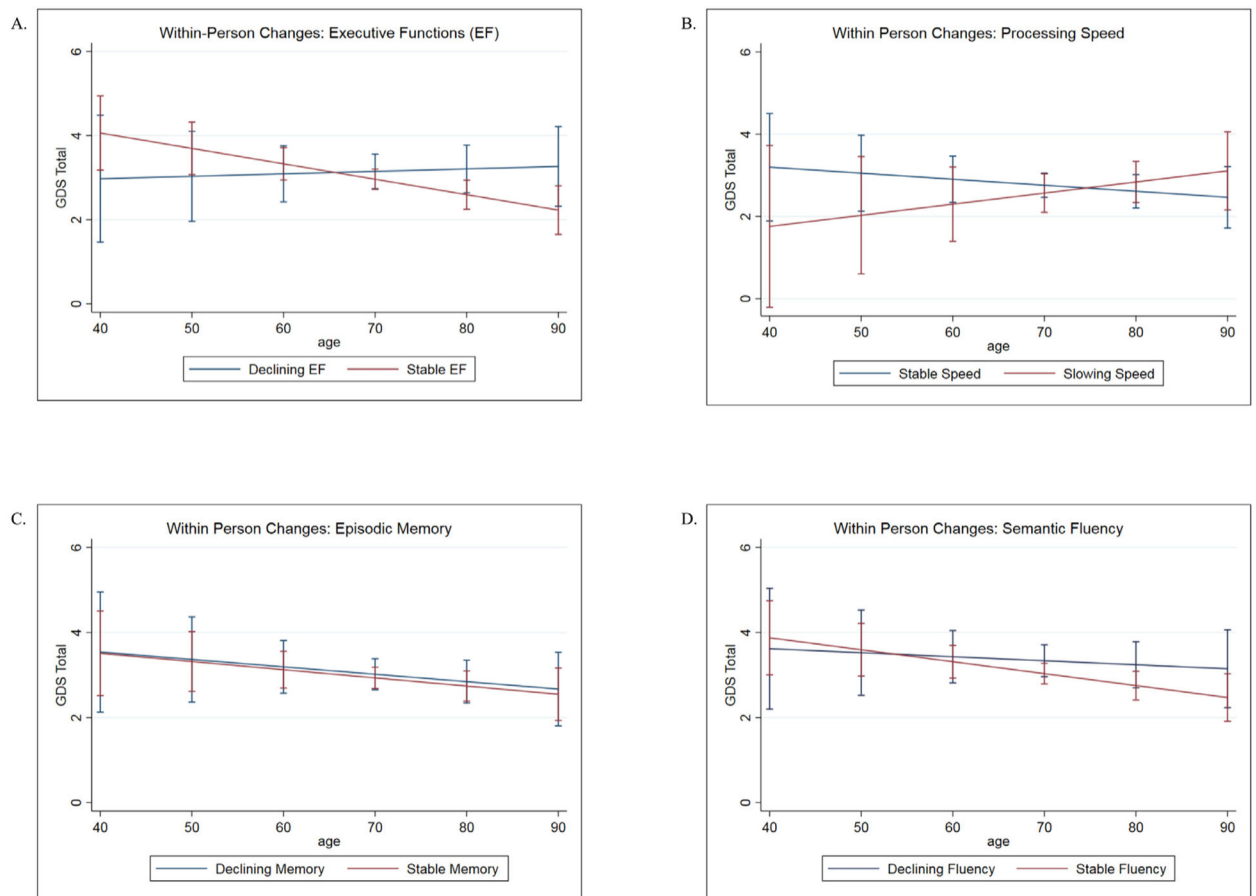 A.
Within-Person Changes: Executive Functions (EF)
GDS Total
6
4
2
0
40 50 60 70 80 90
age
Declining EF Stable EF
B.
Within Person Changes: Processing Speed
GDS Total
6
4
2
0
40 50 60 70 80 90
age
Stable Speed Slowing Speed
C.
Within Person Changes: Episodic Memory
GDS Total
6
4
2
0
40 50 60 70 80 90
age
Declining Memory Stable Memory
D.
Within Person Changes: Semantic Fluency
GDS Total
6
4
2
0
40 50 60 70 80 90
age
Declining Fluency Stable Fluency